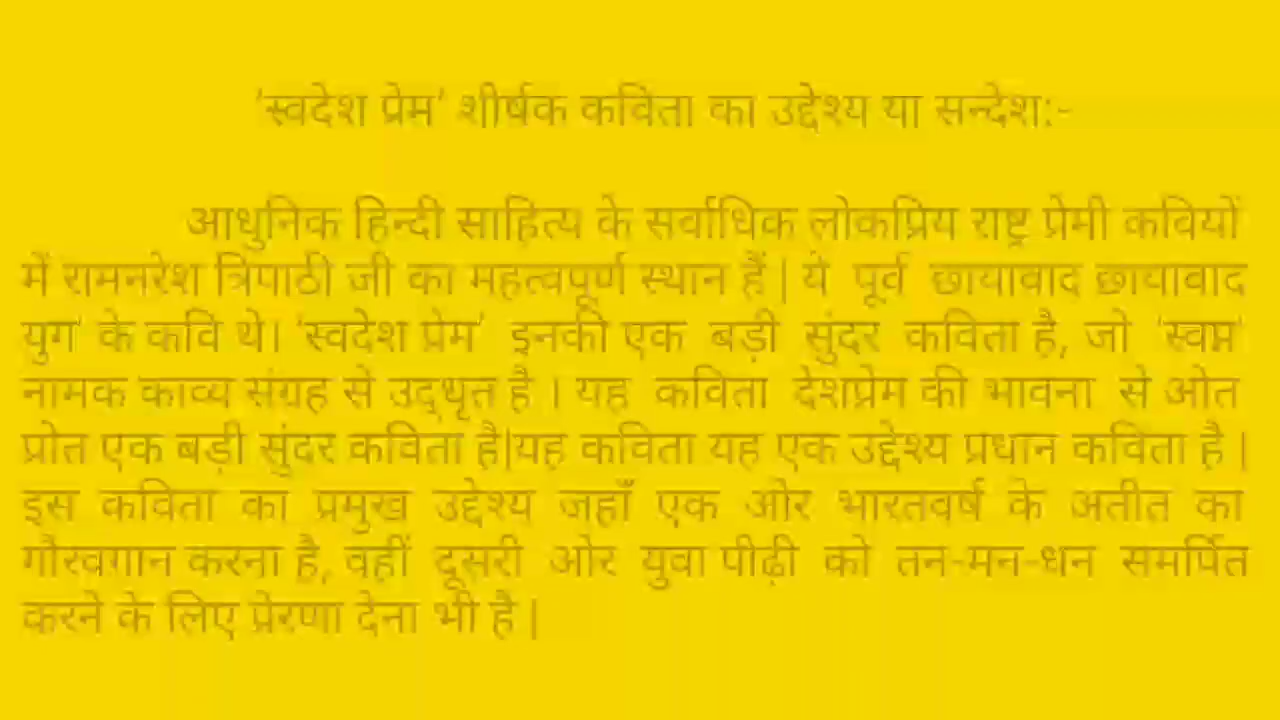 'स्वदेश प्रेम' शीर्षक कविता का उद्देश्य या सन्देश:-
आधुनिक हिन्दी साहित्य के सर्वाधिक लोकप्रिय राष्ट्र प्रेमी कवियों
में रामनरेश त्रिपाठी जी का महत्वपूर्ण स्थान हैं | ये पूर्व छायावाद छायावाद
युग' के कवि थे। 'स्वदेश प्रेम' इनकी एक बड़ी सुंदर कविता है, जो 'स्वप्न'
नामक काव्य संग्रह से उद्धृत है । यह कविता देशप्रेम की भावना से ओत
प्रोत एक बड़ी सुंदर कविता है|यह कविता यह एक उद्देश्य प्रधान कविता है |
इस कविता का प्रमुख उद्देश्य जहाँ एक ओर भारतवर्ष के अतीत का
गौरवगान करना है, वहीं दूसरी ओर युवा पीढ़ी को तन-मन-धन समर्पित
करने के लिए प्रेरणा देना भी है |